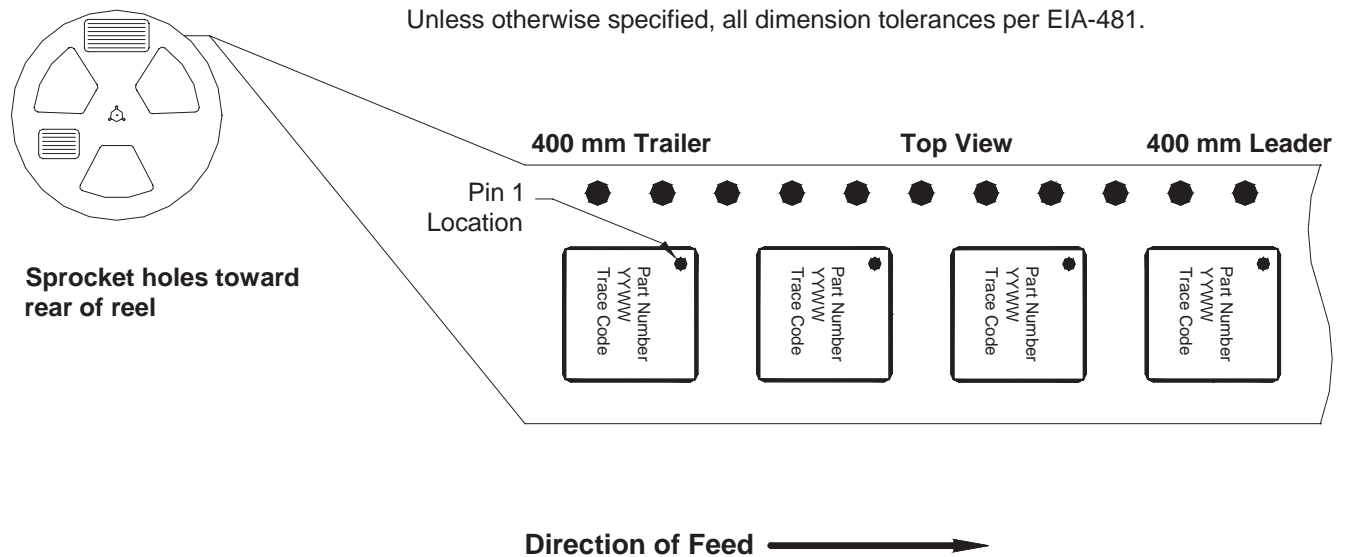 Unless otherwise specified, all dimension tolerances per EIA-481.
400 mm Trailer
Top View
400 mm Leader
Pin 1
Location
Sprocket holes toward
rear of reel
Part Number
YYWW
Trace Code
Part Number
YYWW
Trace Code
Part Number
YYWW
Trace Code
Part Number
YYWW
Trace Code
Direction of Feed